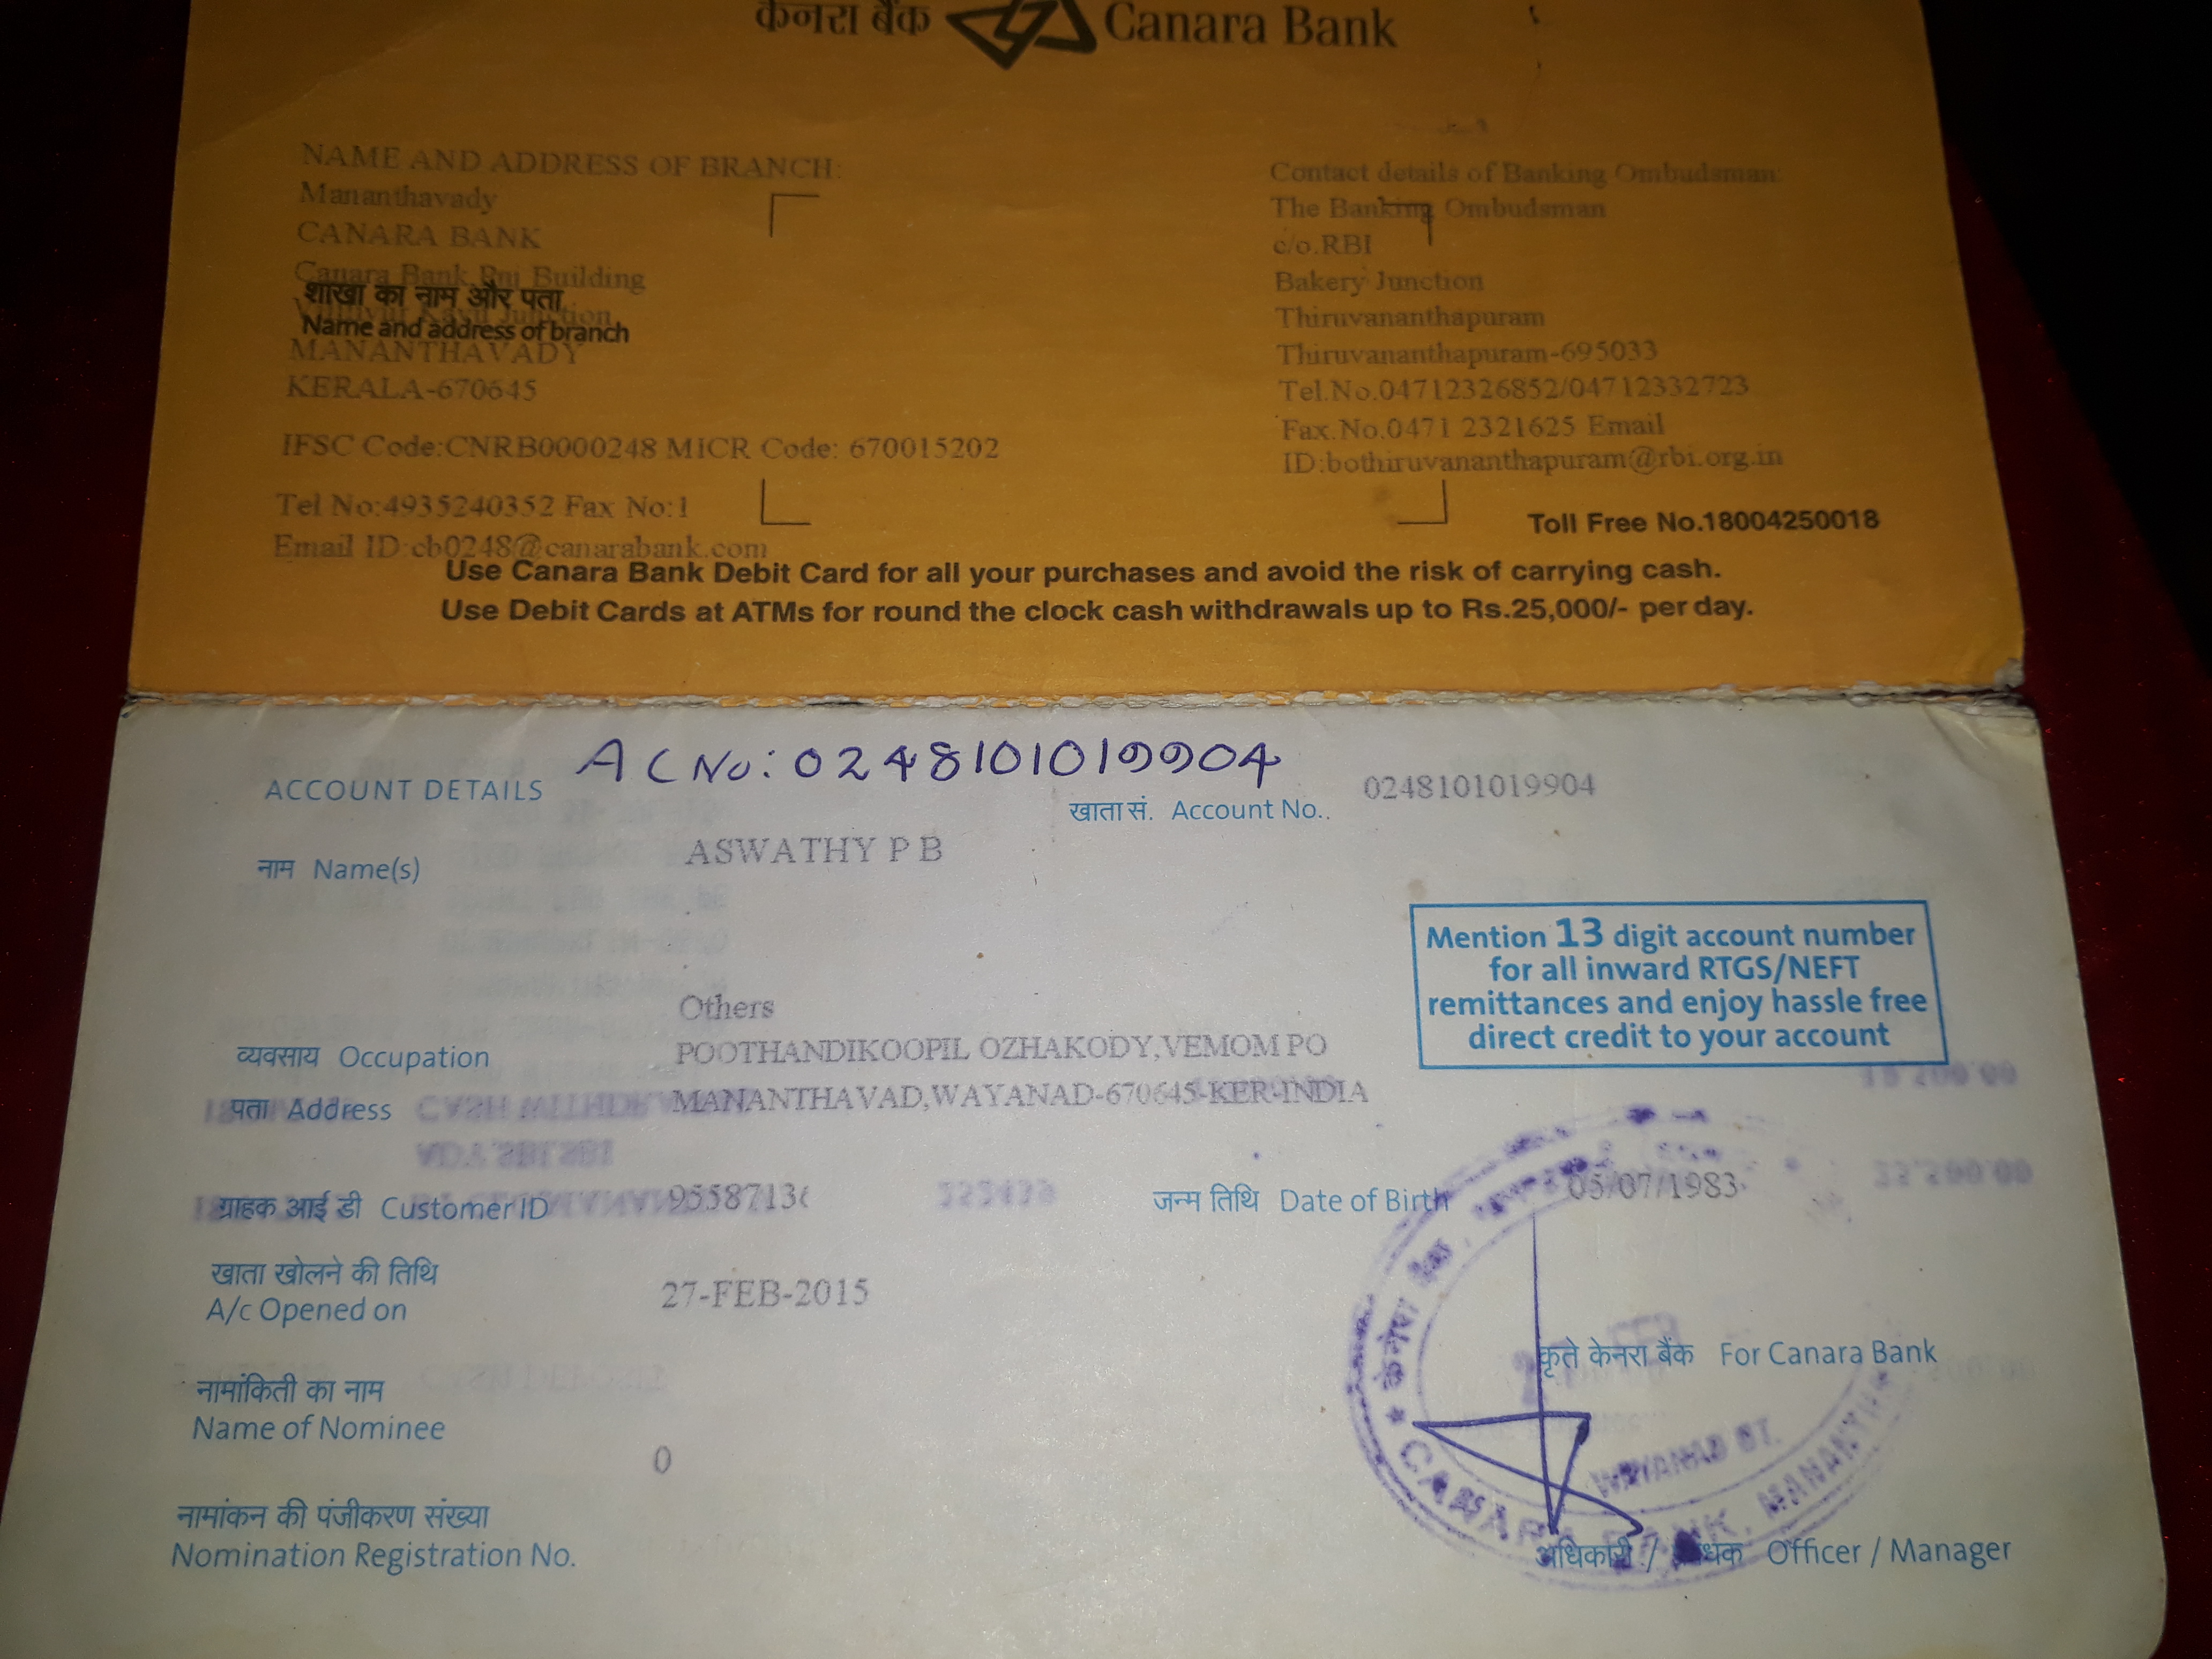 केनरा बैंक Canara Bank
NAME AND ADDRESS OF BRANCH:
Mananthavady
CANARA BANK
Canara Bank Rd Building
शाखा का नाम और पता
Name and address of branch
MANANTHAVADY
KERALA-670645
IFSC Code:CNRB0000248 MICR Code: 670015202
Tel No:4935240352 Fax No:1
Email ID:cb0248@canarabank.com
Contact details of Banking Ombudsman:
The Banking Ombudsman
c/o.RBI
Bakery Junction
Thiruvananthapuram
Thiruvananthapuram-695033
Tel.No.04712326852/04712332723
Fax.No.0471 2321625 Email
ID:bothiruvananthapuram@rbi.org.in
Toll Free No.18004250018
Use Canara Bank Debit Card for all your purchases and avoid the risk of carrying cash.
Use Debit Cards at ATMs for round the clock cash withdrawals up to Rs.25,000/- per day.
AC No: 0248101019904
ACCOUNT DETAILS
खाता सं. Account No.. 0248101019904
नाम Name(s) ASWATHY P B
Mention 13 digit account number
for all inward RTGS/NEFT
remittances and enjoy hassle free
direct credit to your account
व्यवसाय Occupation Others
POOTHANDIKOOPIL OZHAKODY,VEMOM PO
पता Address MANANTHAVAD,WAYANAD-670645-KER-INDIA
ग्राहक आई डी Customer ID 9558713
जन्म तिथि Date of Birth 05/07/1983
खाता खोलने की तिथि
A/c Opened on 27-FEB-2015
नामांकिती का नाम
Name of Nominee
0
कृते केनरा बैंक For Canara Bank
नामांकन की पंजीकरण संख्या
Nomination Registration No.
अधिकारी / Officer / Manager
CANARA BANK, MANAN
WAYANAD DT.